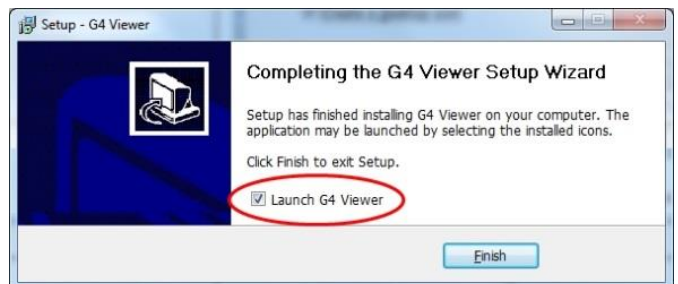 Setup - G4 Viewer
Completing the G4 Viewer Setup Wizard
Setup has finished installing G4 Viewer on your computer. The
application may be launched by selecting the installed icons.
Click Finish to exit Setup.
Launch G4 Viewer
Finish